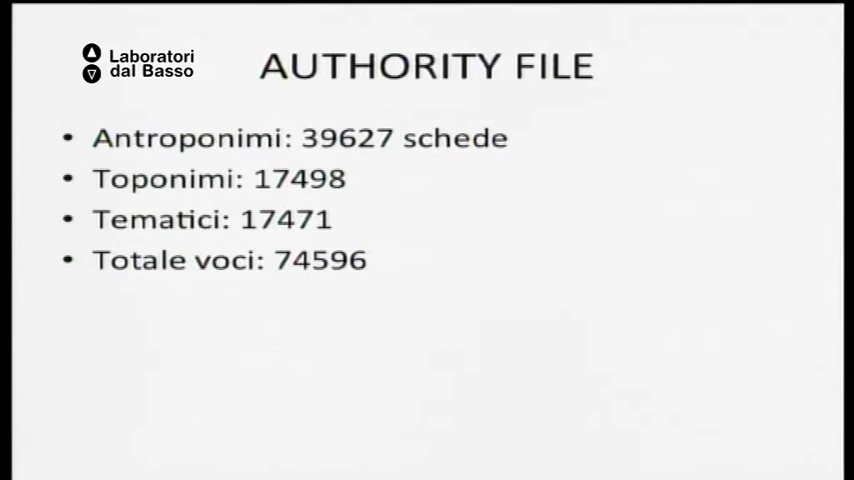 Laboratori
dal Basso
AUTHORITY FILE
• Antroponimi: 39627 schede
• Toponimi: 17498
• Tematici: 17471
• Totale voci: 74596